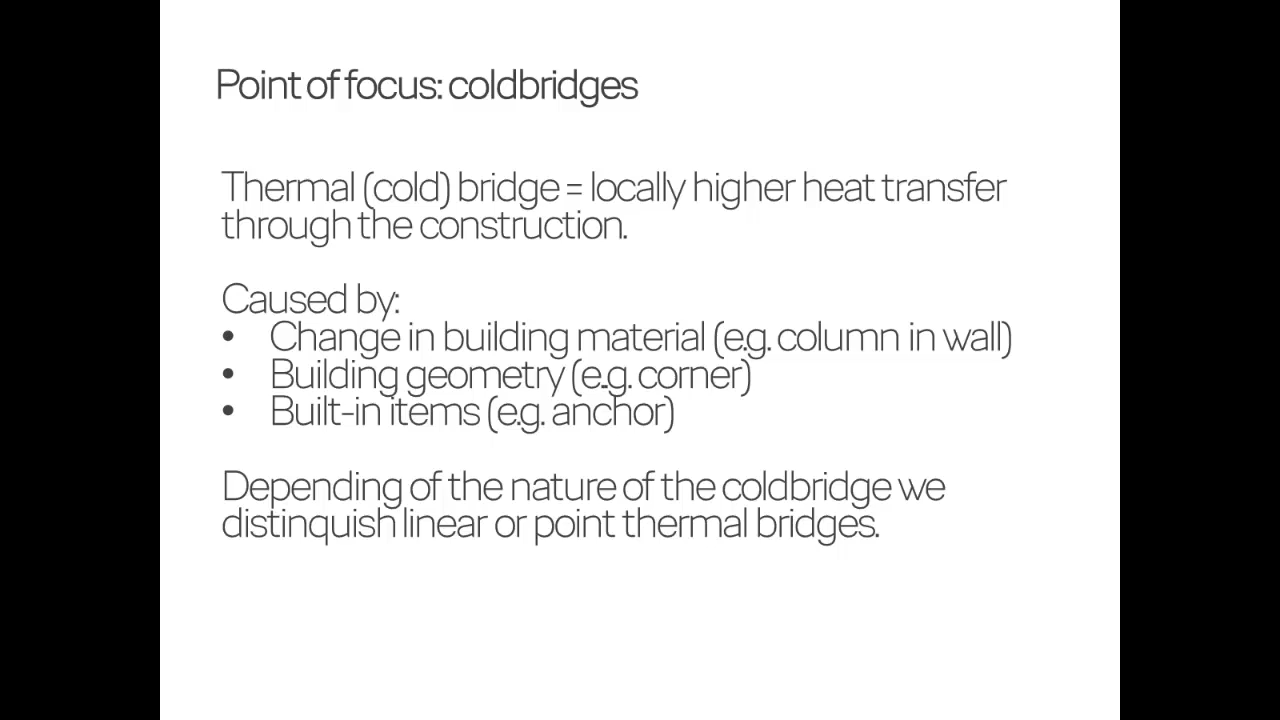 Point of focus: coldbridges
Thermal (cold) bridge = locally higher heat transfer
through the construction.
Caused by:
• Change in building material (e.g. column in wall)
• Building geometry (e..g. corner)
• Built-in items (e.g. anchor)
Depending of the nature of the coldbridge we
distinquish linear or point thermal bridges.